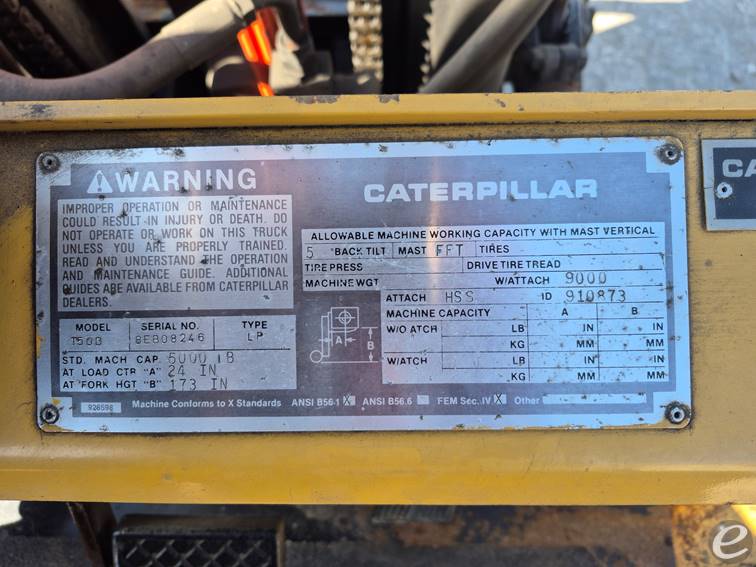 WARNING
IMPROPER OPERATION OR MAINTENANCE
COULD RESULT IN INJURY OR DEATH. DO
NOT OPERATE OR WORK ON THIS TRUCK
UNLESS YOU ARE PROPERLY TRAINED.
READ AND UNDERSTAND THE OPERATION
AND MAINTENANCE GUIDE. ADDITIONAL
GUIDES ARE AVAILABLE FROM CATERPILLAR
DEALERS.
MODEL SERIAL NO. TYPE
T50D 8EB08246 LP
STD. MACH CAP. 5000 LB
AT LOAD CTR "A" 24 IN
AT FORK HGT "B" 173 IN
CATERPILLAR
ALLOWABLE MACHINE WORKING CAPACITY WITH MAST VERTICAL
5 °BACK TILT MAST FFT TIRES
TIRE PRESS DRIVE TIRE TREAD
MACHINE WGT W/ATTACH 9000
ATTACH HSS ID 910873
MACHINE CAPACITY A B
W/O ATCH LB IN IN
KG MM MM
W/ATCH LB IN IN
KG MM MM
A
B
926598 Machine Conforms to X Standards ANSI B56-1 X ANSI B56.6 FEM Sec. IV X Other
CA
e